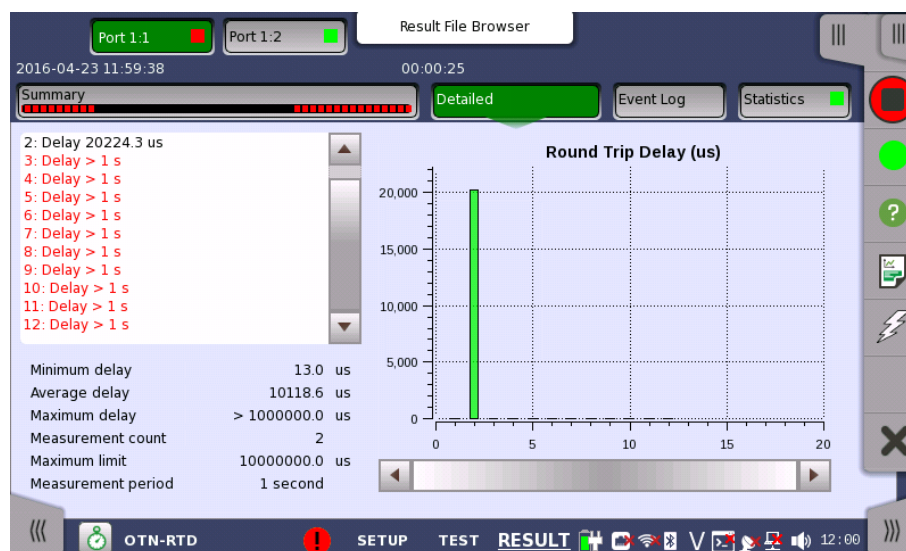 Port 1:1
Port 1:2
Result File Browser
2016-04-23 11:59:38
00:00:25
Summary
Detailed
Event Log
Statistics
2: Delay 20224.3 us
3: Delay > 1 s
4: Delay > 1 s
5: Delay > 1 s
6: Delay > 1 s
7: Delay > 1 s
8: Delay > 1 s
9: Delay > 1 s
10: Delay > 1 s
11: Delay > 1 s
12: Delay > 1 s
Round Trip Delay (us)
20,000
15,000
10,000
5,000
0
0 5 10 15 20
Minimum delay 13.0 us
Average delay 10118.6 us
Maximum delay > 1000000.0 us
Measurement count 2
Maximum limit 10000000.0 us
Measurement period 1 second
OTN-RTD
SETUP TEST RESULT
12:00